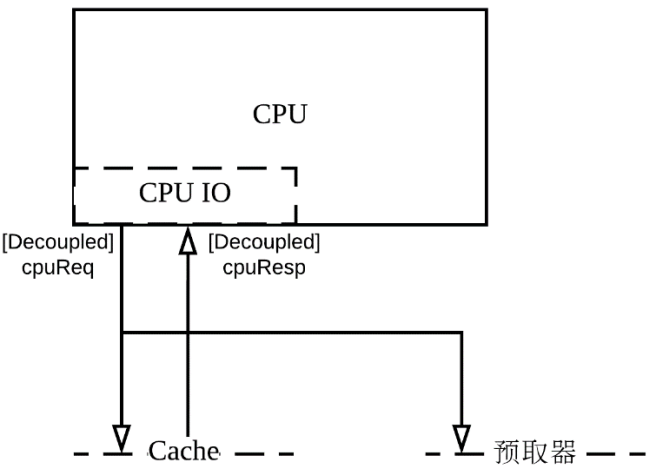 CPU
CPU IO
[Decoupled]
cpuReq
[Decoupled]
cpuResp
Cache
预取器